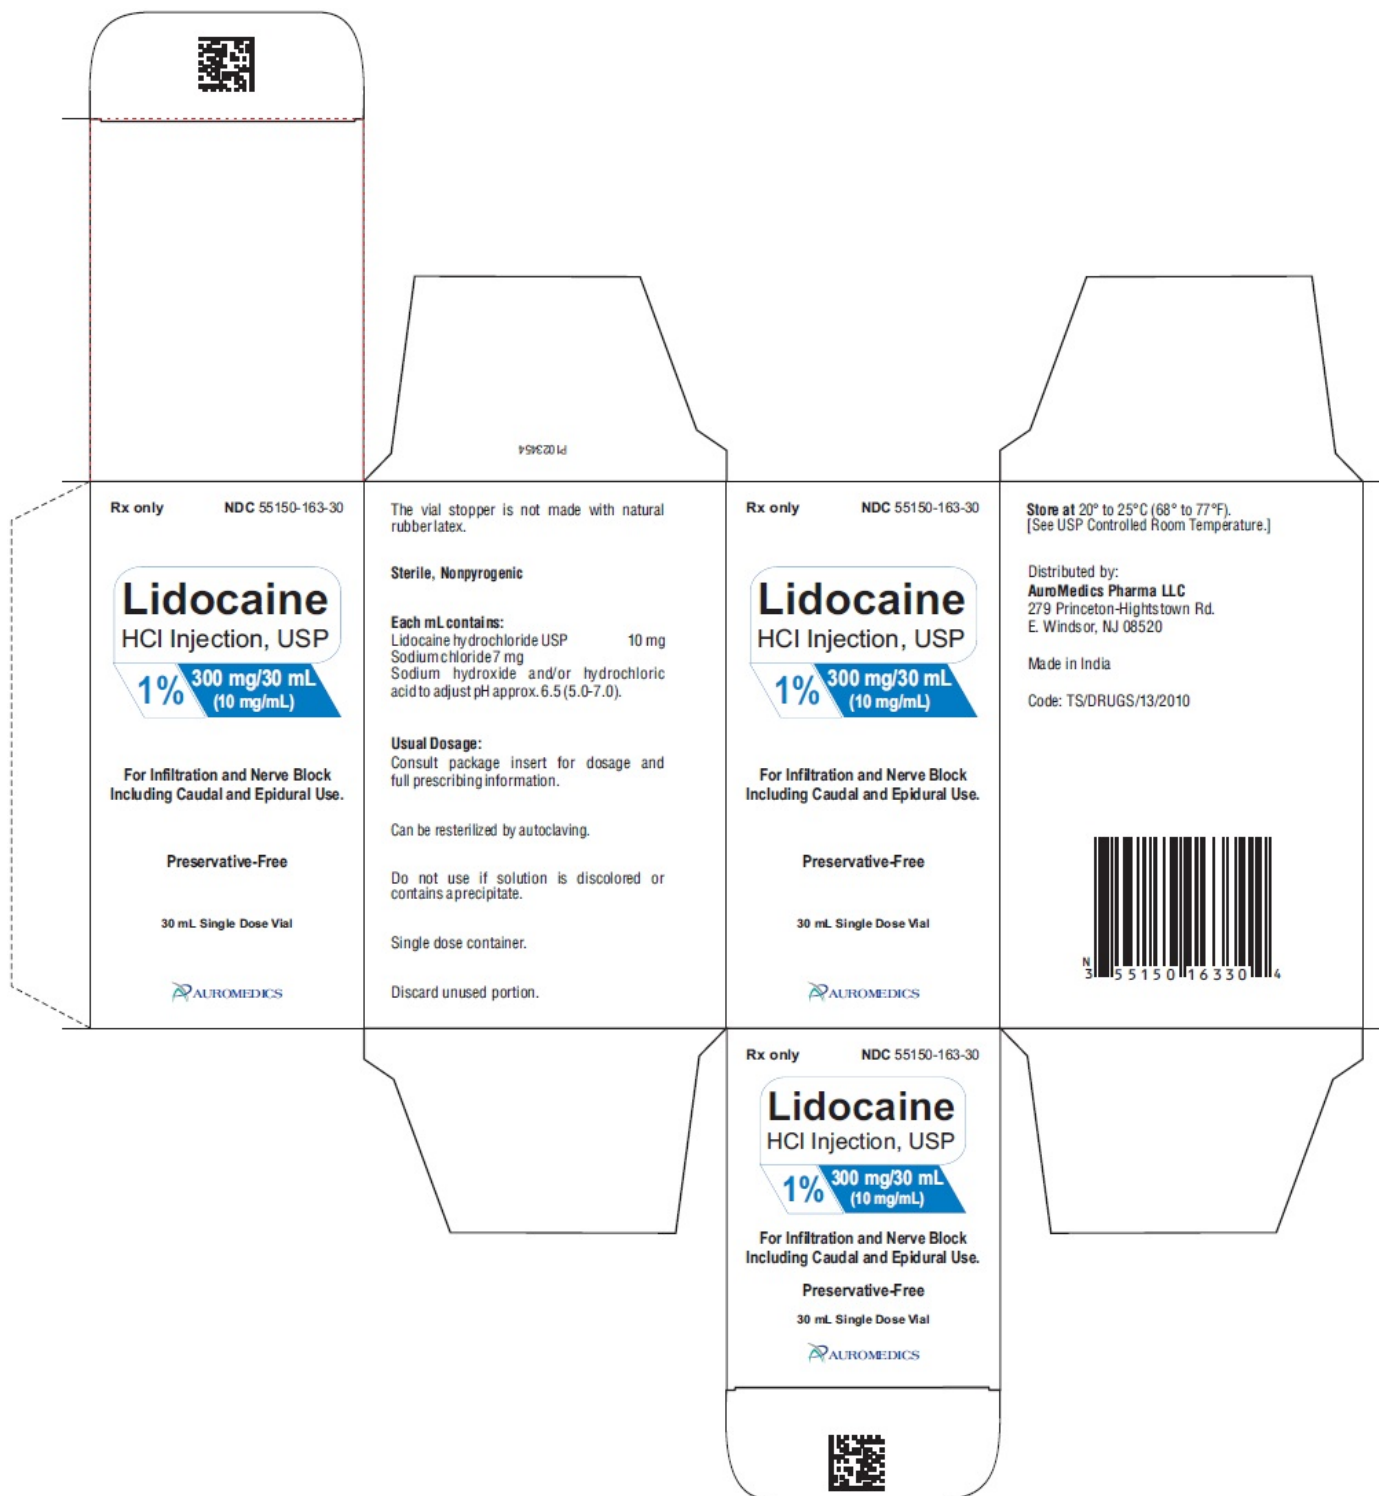 P1023454
Rx only NDC 55150-163-30
Lidocaine
HCl Injection, USP
1% 300 mg/30 mL
(10 mg/mL)
For Infiltration and Nerve Block
Including Caudal and Epidural Use.
Preservative-Free
30 mL Single Dose Vial
AUROMEDICS
The vial stopper is not made with natural
rubber latex.
Sterile, Nonpyrogenic
Each mL contains:
Lidocaine hydrochloride USP 10 mg
Sodium chloride 7 mg
Sodium hydroxide and/or hydrochloric
acid to adjust pH approx. 6.5 (5.0-7.0).
Usual Dosage:
Consult package insert for dosage and
full prescribing information.
Can be resterilized by autoclaving.
Do not use if solution is discolored or
contains a precipitate.
Single dose container.
Discard unused portion.
Rx only NDC 55150-163-30
Lidocaine
HCl Injection, USP
1% 300 mg/30 mL
(10 mg/mL)
For Infiltration and Nerve Block
Including Caudal and Epidural Use.
Preservative-Free
30 mL Single Dose Vial
AUROMEDICS
Store at 20° to 25°C (68° to 77°F).
[See USP Controlled Room Temperature.]
Distributed by:
AuroMedics Pharma LLC
279 Princeton-Hightstown Rd.
E. Windsor, NJ 08520
Made in India
Code: TS/DRUGS/13/2010
N
3 55150 16330 4
Rx only NDC 55150-163-30
Lidocaine
HCl Injection, USP
1% 300 mg/30 mL
(10 mg/mL)
For Infiltration and Nerve Block
Including Caudal and Epidural Use.
Preservative-Free
30 mL Single Dose Vial
AUROMEDICS